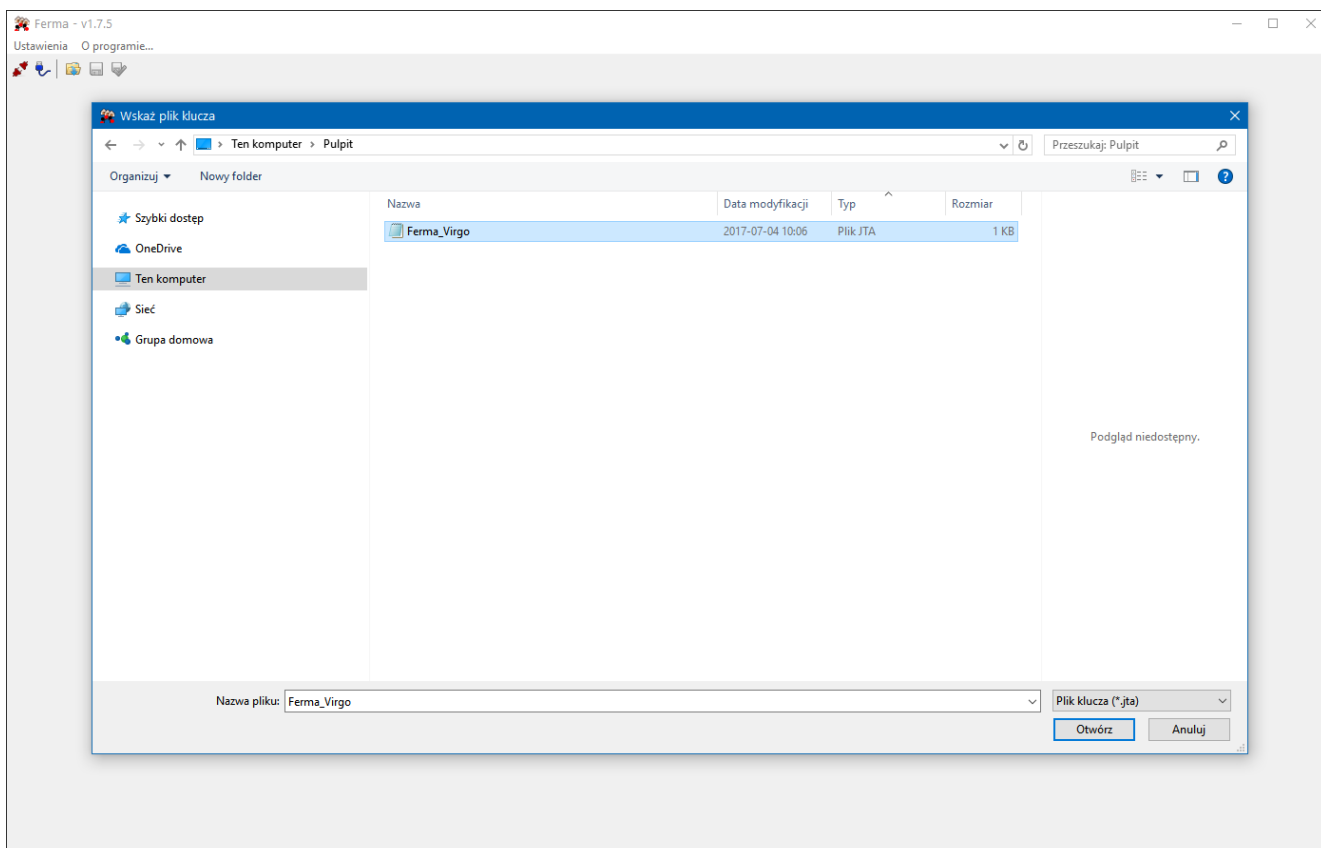 Ferma - v1.7.5
Ustawienia O programie...
Wskaż plik klucza
Ten komputer > Pulpit
Przeszukaj: Pulpit
Organizuj
Nowy folder
Szybki dostęp
OneDrive
Ten komputer
Sieć
Grupa domowa
Nazwa Data modyfikacji Typ Rozmiar
Ferma_Virgo 2017-07-04 10:06 Plik JTA 1 KB
Podgląd niedostępny.
Nazwa pliku: Ferma_Virgo
Plik klucza (*.jta)
Otwórz Anuluj